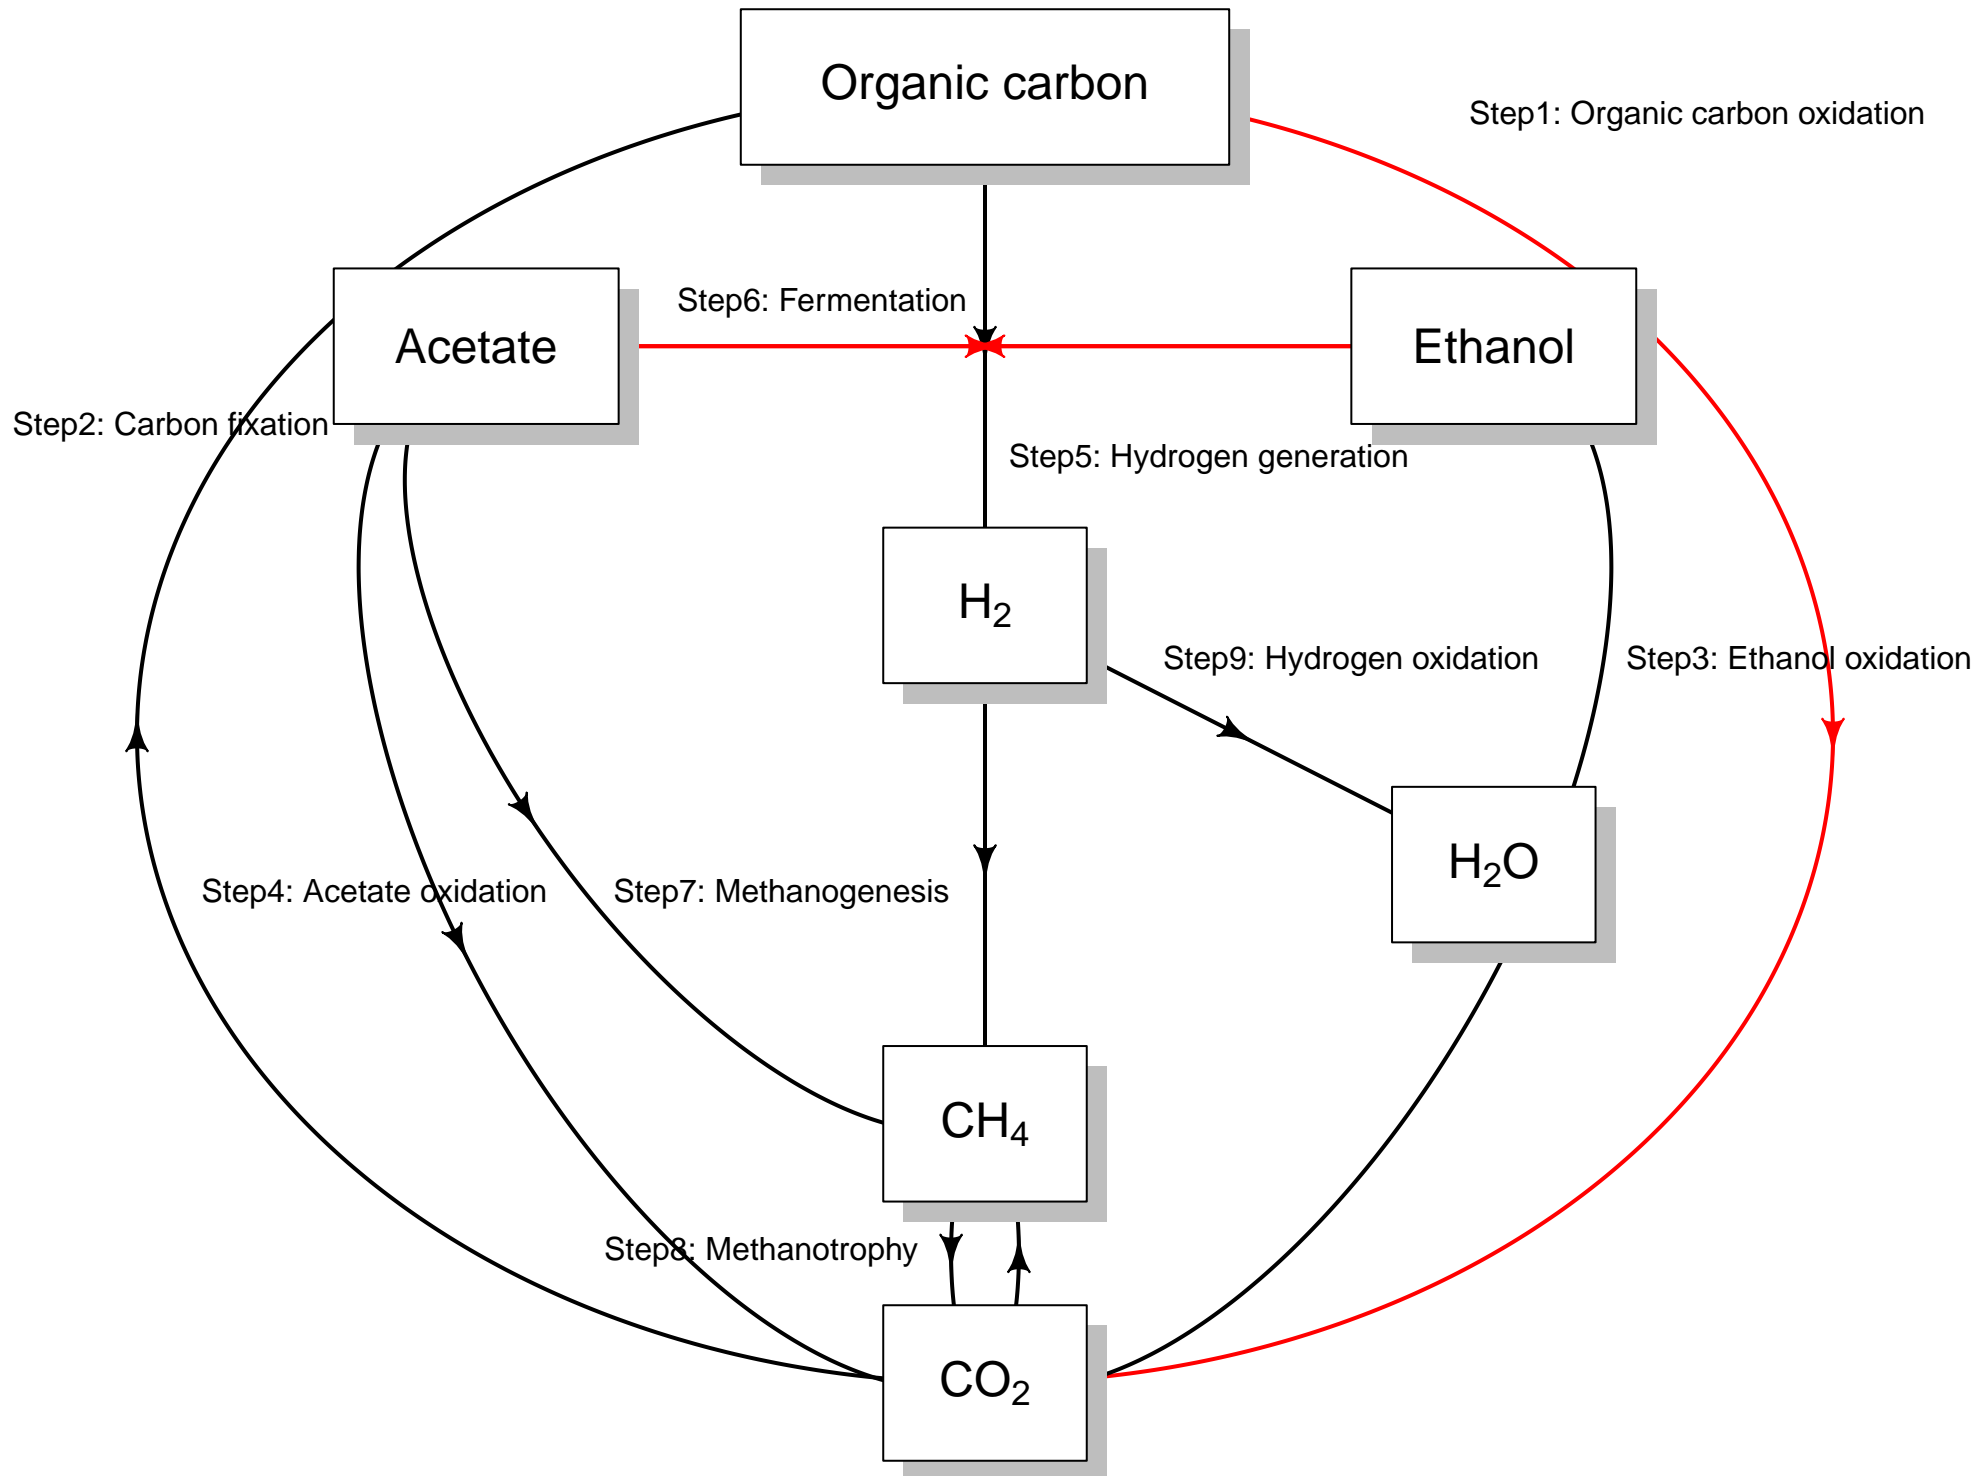 Organic carbon
Step1: Organic carbon oxidation
Step6: Fermentation
Acetate
Ethanol
Step2: Carbon fixation
Step5: Hydrogen generation
H₂
Step9: Hydrogen oxidation
Step3: Ethanol oxidation
H₂O
Step4: Acetate oxidation
Step7: Methanogenesis
CH₄
Step8: Methanotrophy
CO₂